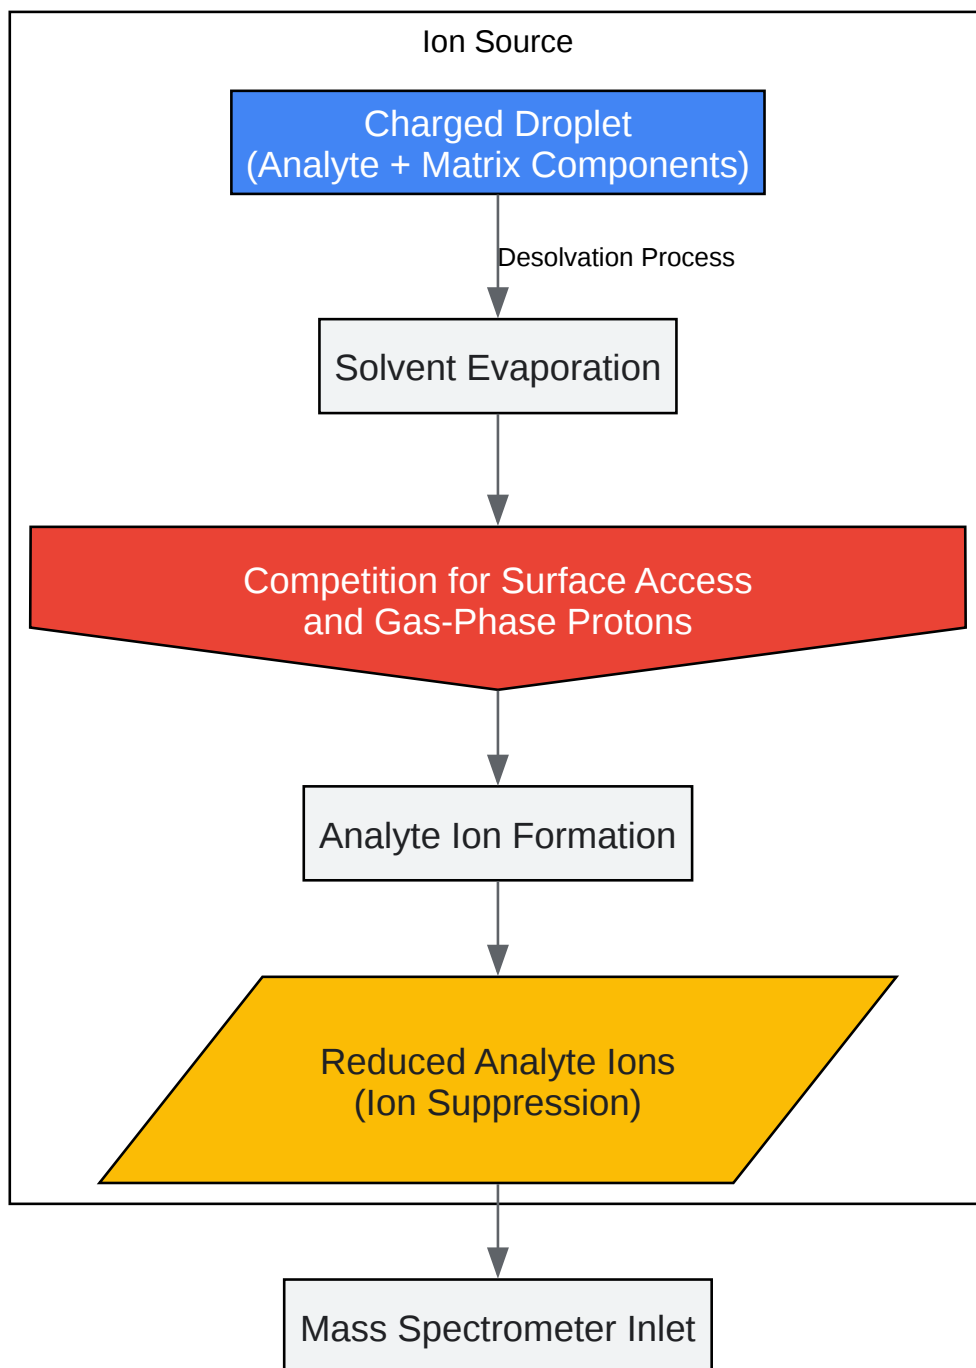 Ion Source
Charged Droplet
(Analyte + Matrix Components)
Desolvation Process
Solvent Evaporation
Competition for Surface Access
and Gas-Phase Protons
Analyte Ion Formation
Reduced Analyte Ions
(Ion Suppression)
Mass Spectrometer Inlet